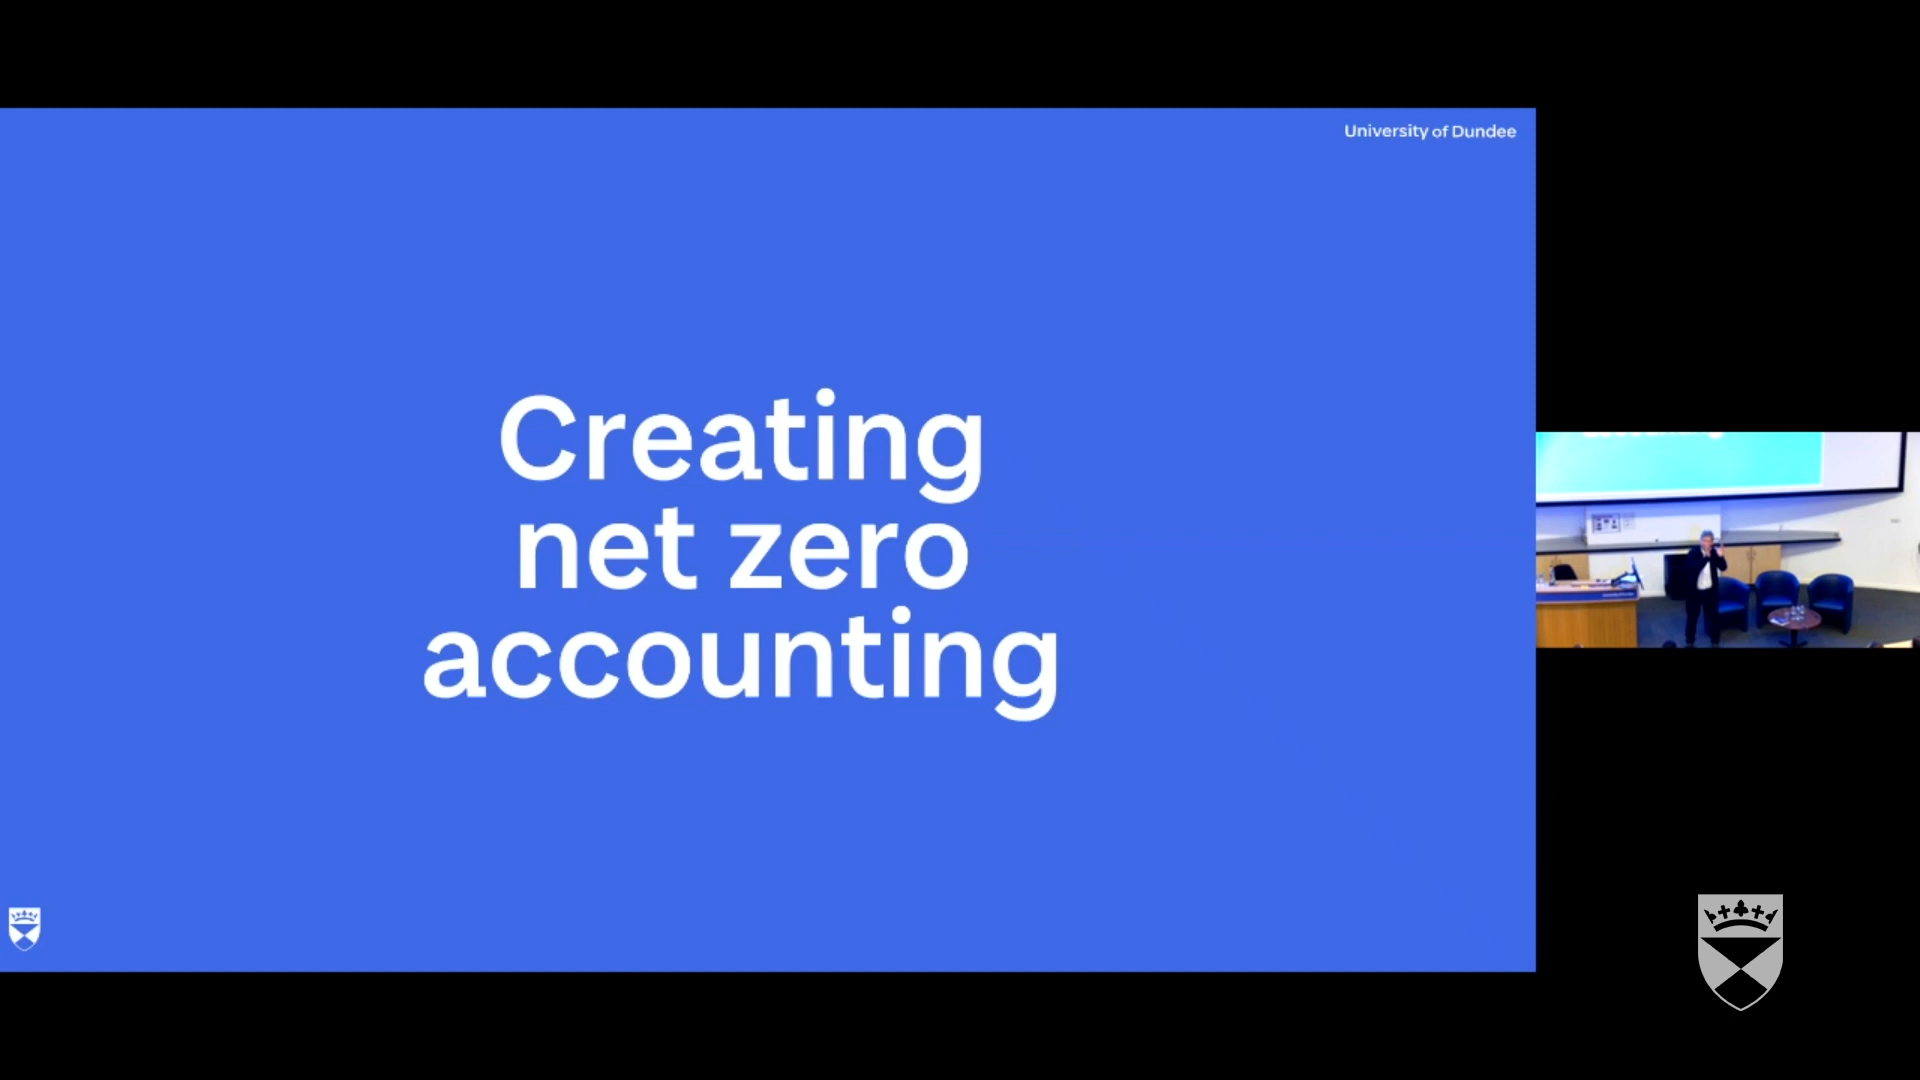 University of Dundee
Creating
net zero
accounting